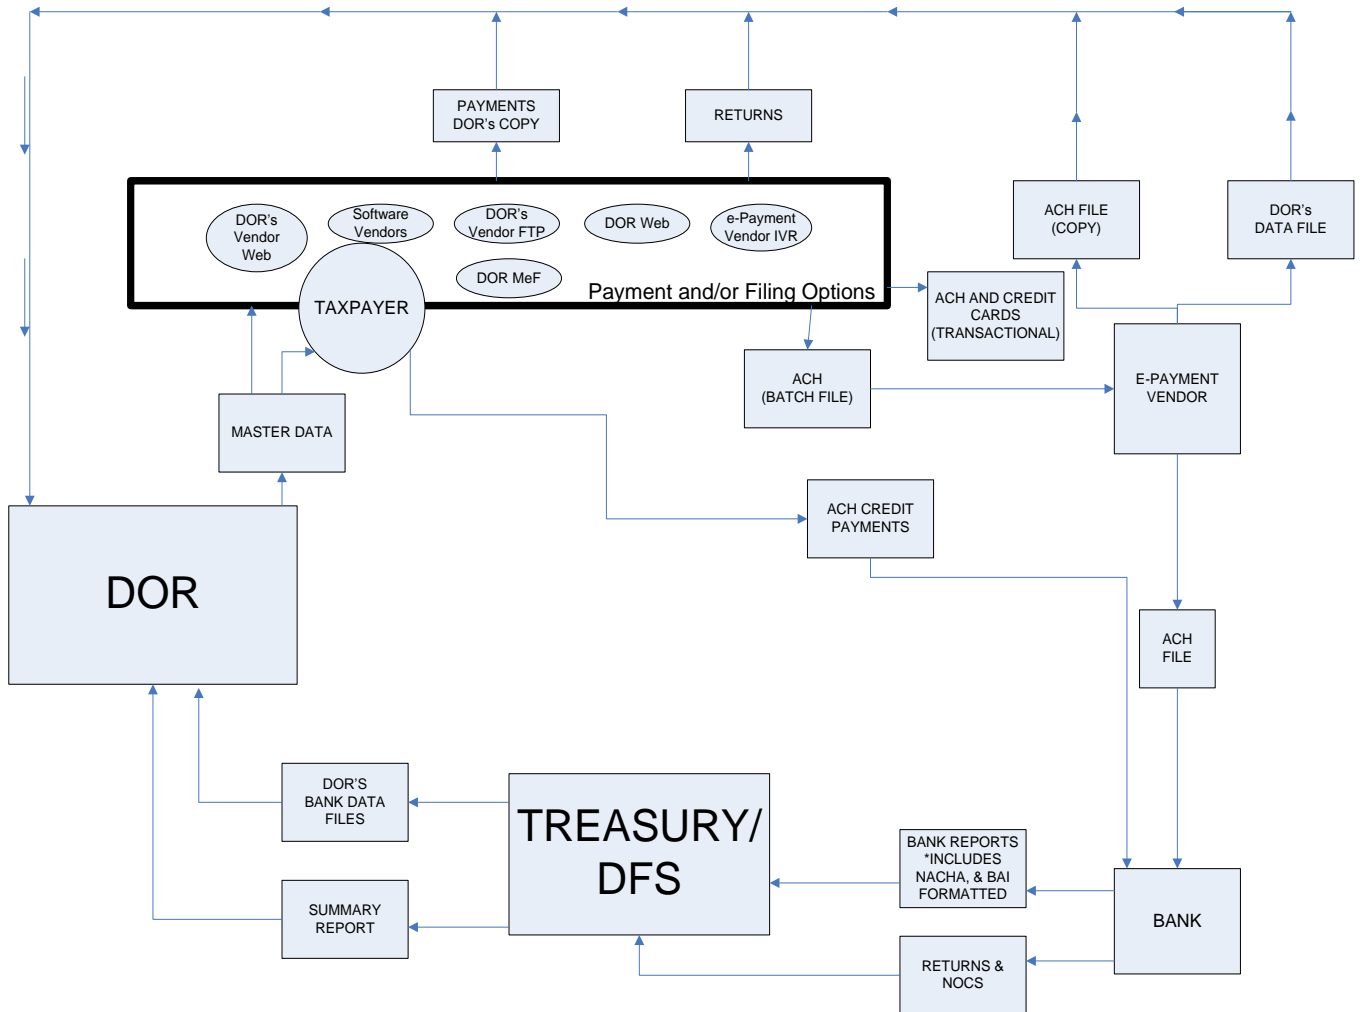 PAYMENTS
DOR's COPY
RETURNS
DOR's
Vendor
Web
Software
Vendors
DOR's
Vendor FTP
DOR Web
e-Payment
Vendor IVR
DOR MeF
Payment and/or Filing Options
TAXPAYER
ACH FILE
(COPY)
DOR's
DATA FILE
ACH AND CREDIT
CARDS
(TRANSACTIONAL)
ACH
(BATCH FILE)
E-PAYMENT
VENDOR
MASTER DATA
ACH CREDIT
PAYMENTS
DOR
ACH
FILE
DOR'S
BANK DATA
FILES
TREASURY/
DFS
BANK REPORTS
*INCLUDES
NACHA, & BAI
FORMATTED
SUMMARY
REPORT
BANK
RETURNS &
NOCS